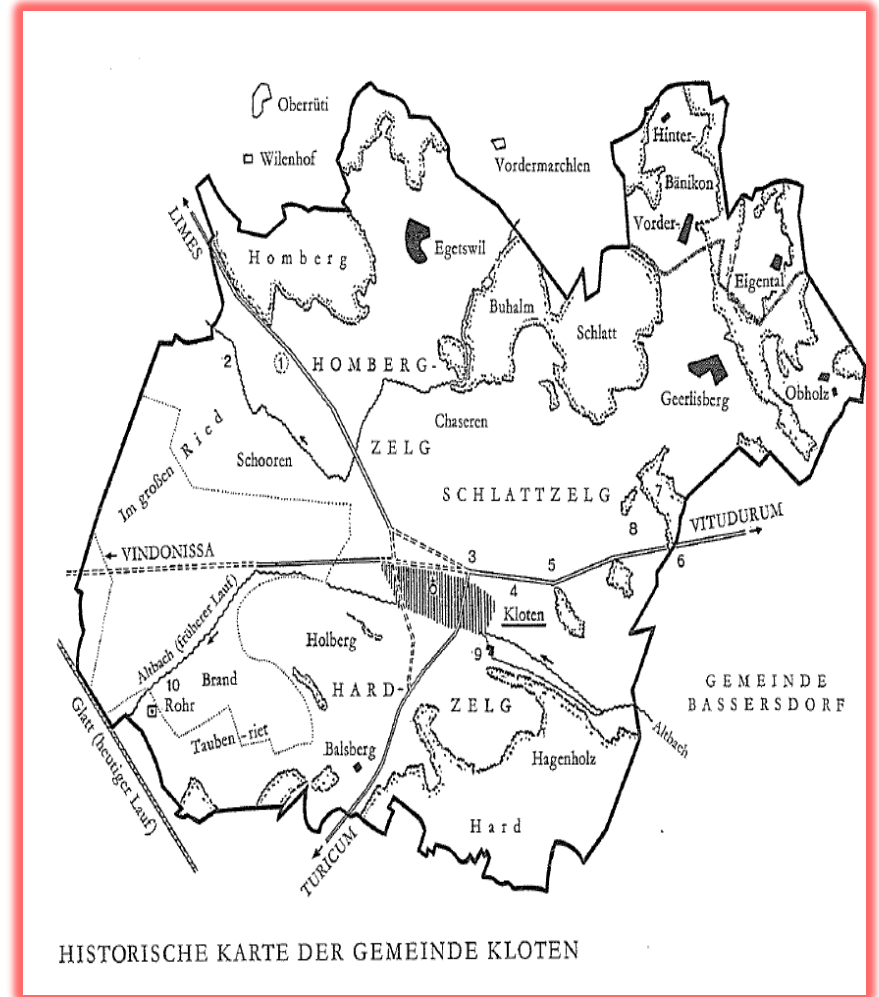 Oberrüti
Wilenhof
Vordermarchlen
Hinter-
Bänikon
Vorder-
LIMES
Homberg
Egetswil
Eigental
Buhalm
Schlatt
2
1
HOMBERG-
Geerlisberg
Obholz
Chaseren
Im großen Ried
Schooren
ZELG
SCHLATTZELG
7
VITUDURUM
8
VINDONISSA
3
5
6
4
Kloten
Altbach (früherer Lauf)
Holberg
9
10
Brand
HARD-
ZELG
GEMEINDE
BASSERSDORF
Rohr
Tauben-riet
Altbach
Glatt (heutiger Lauf)
Balsberg
Hagenholz
Hard
TURICUM
HISTORISCHE KARTE DER GEMEINDE KLOTEN